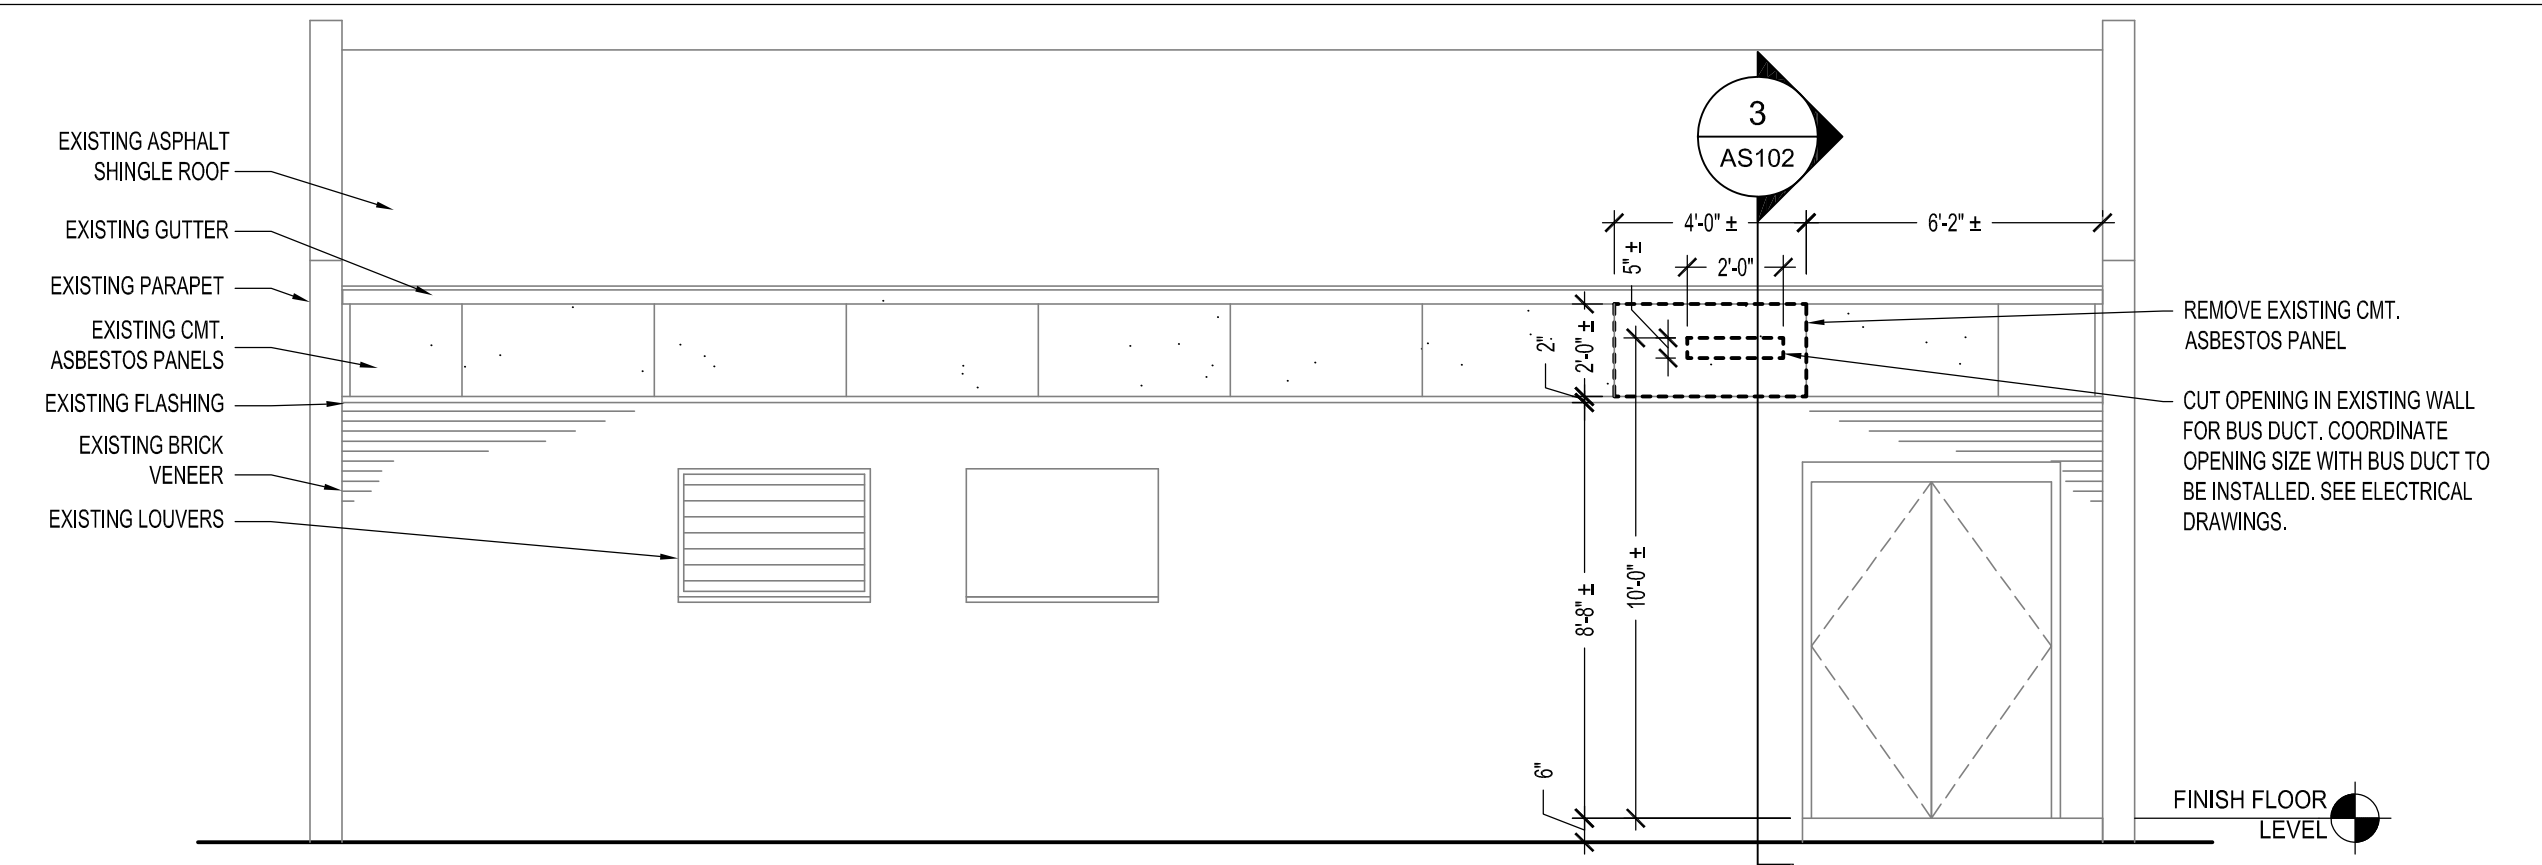 EXISTING ASPHALT
SHINGLE ROOF
EXISTING GUTTER
EXISTING PARAPET
EXISTING CMT.
ASBESTOS PANELS
EXISTING FLASHING
EXISTING BRICK
VENEER
EXISTING LOUVERS
3
AS102
4'-0" ±
6'-2" ±
5" ±
2'-0"
2"
2'-0" ±
8'-8" ±
10'-0" ±
6"
REMOVE EXISTING CMT.
ASBESTOS PANEL
CUT OPENING IN EXISTING WALL
FOR BUS DUCT. COORDINATE
OPENING SIZE WITH BUS DUCT TO
BE INSTALLED. SEE ELECTRICAL
DRAWINGS.
FINISH FLOOR
LEVEL